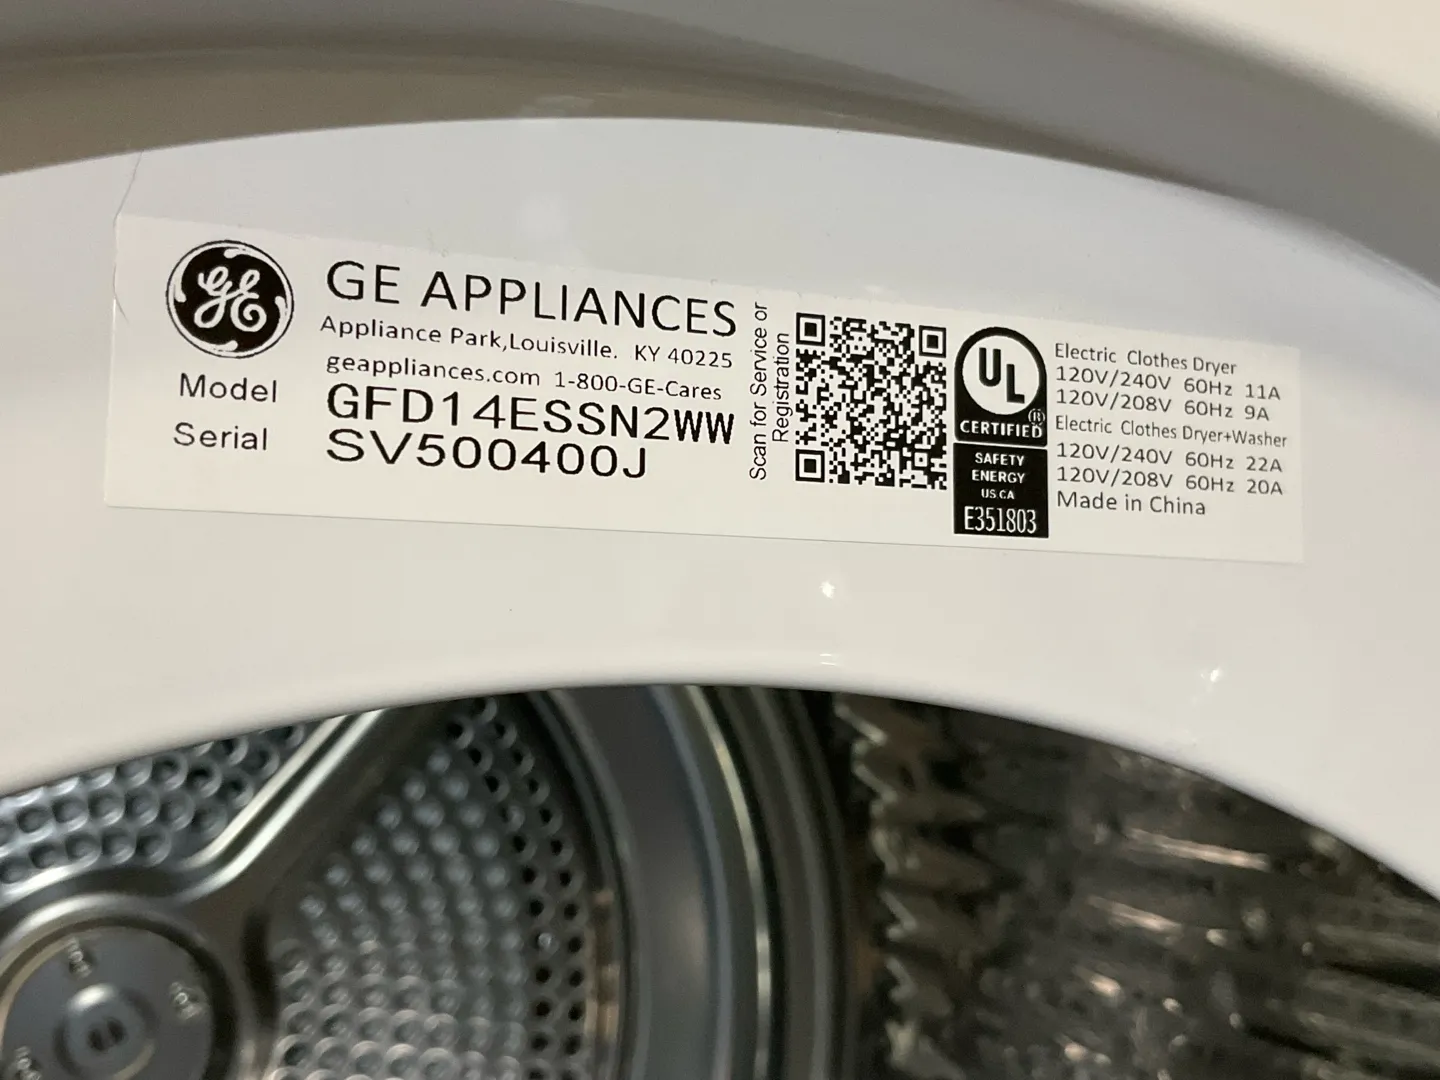 GE
GE APPLIANCES
Appliance Park,Louisville. KY 40225
geappliances.com 1-800-GE-Cares
Model GFD14ESSN2WW
Serial SV500400J
Scan for Service or
Registration
UL
®
CERTIFIED
SAFETY
ENERGY
US CA
E351803
Electric Clothes Dryer
120V/240V 60Hz 11A
120V/208V 60Hz 9A
Electric Clothes Dryer+Washer
120V/240V 60Hz 22A
120V/208V 60Hz 20A
Made in China